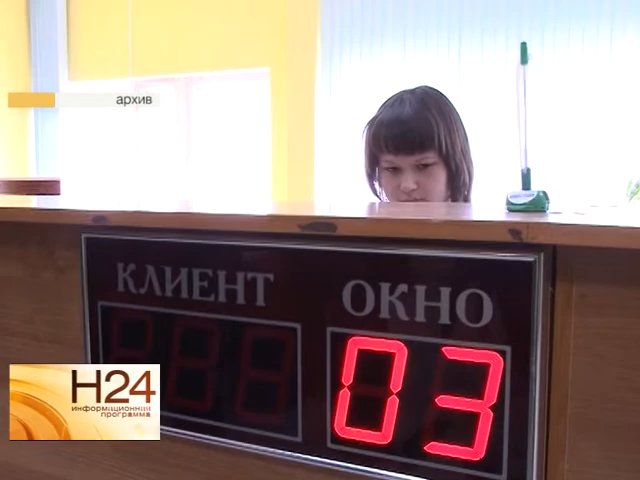 архив
КЛИЕНТ ОКНО
03
Н24
информационная
программа